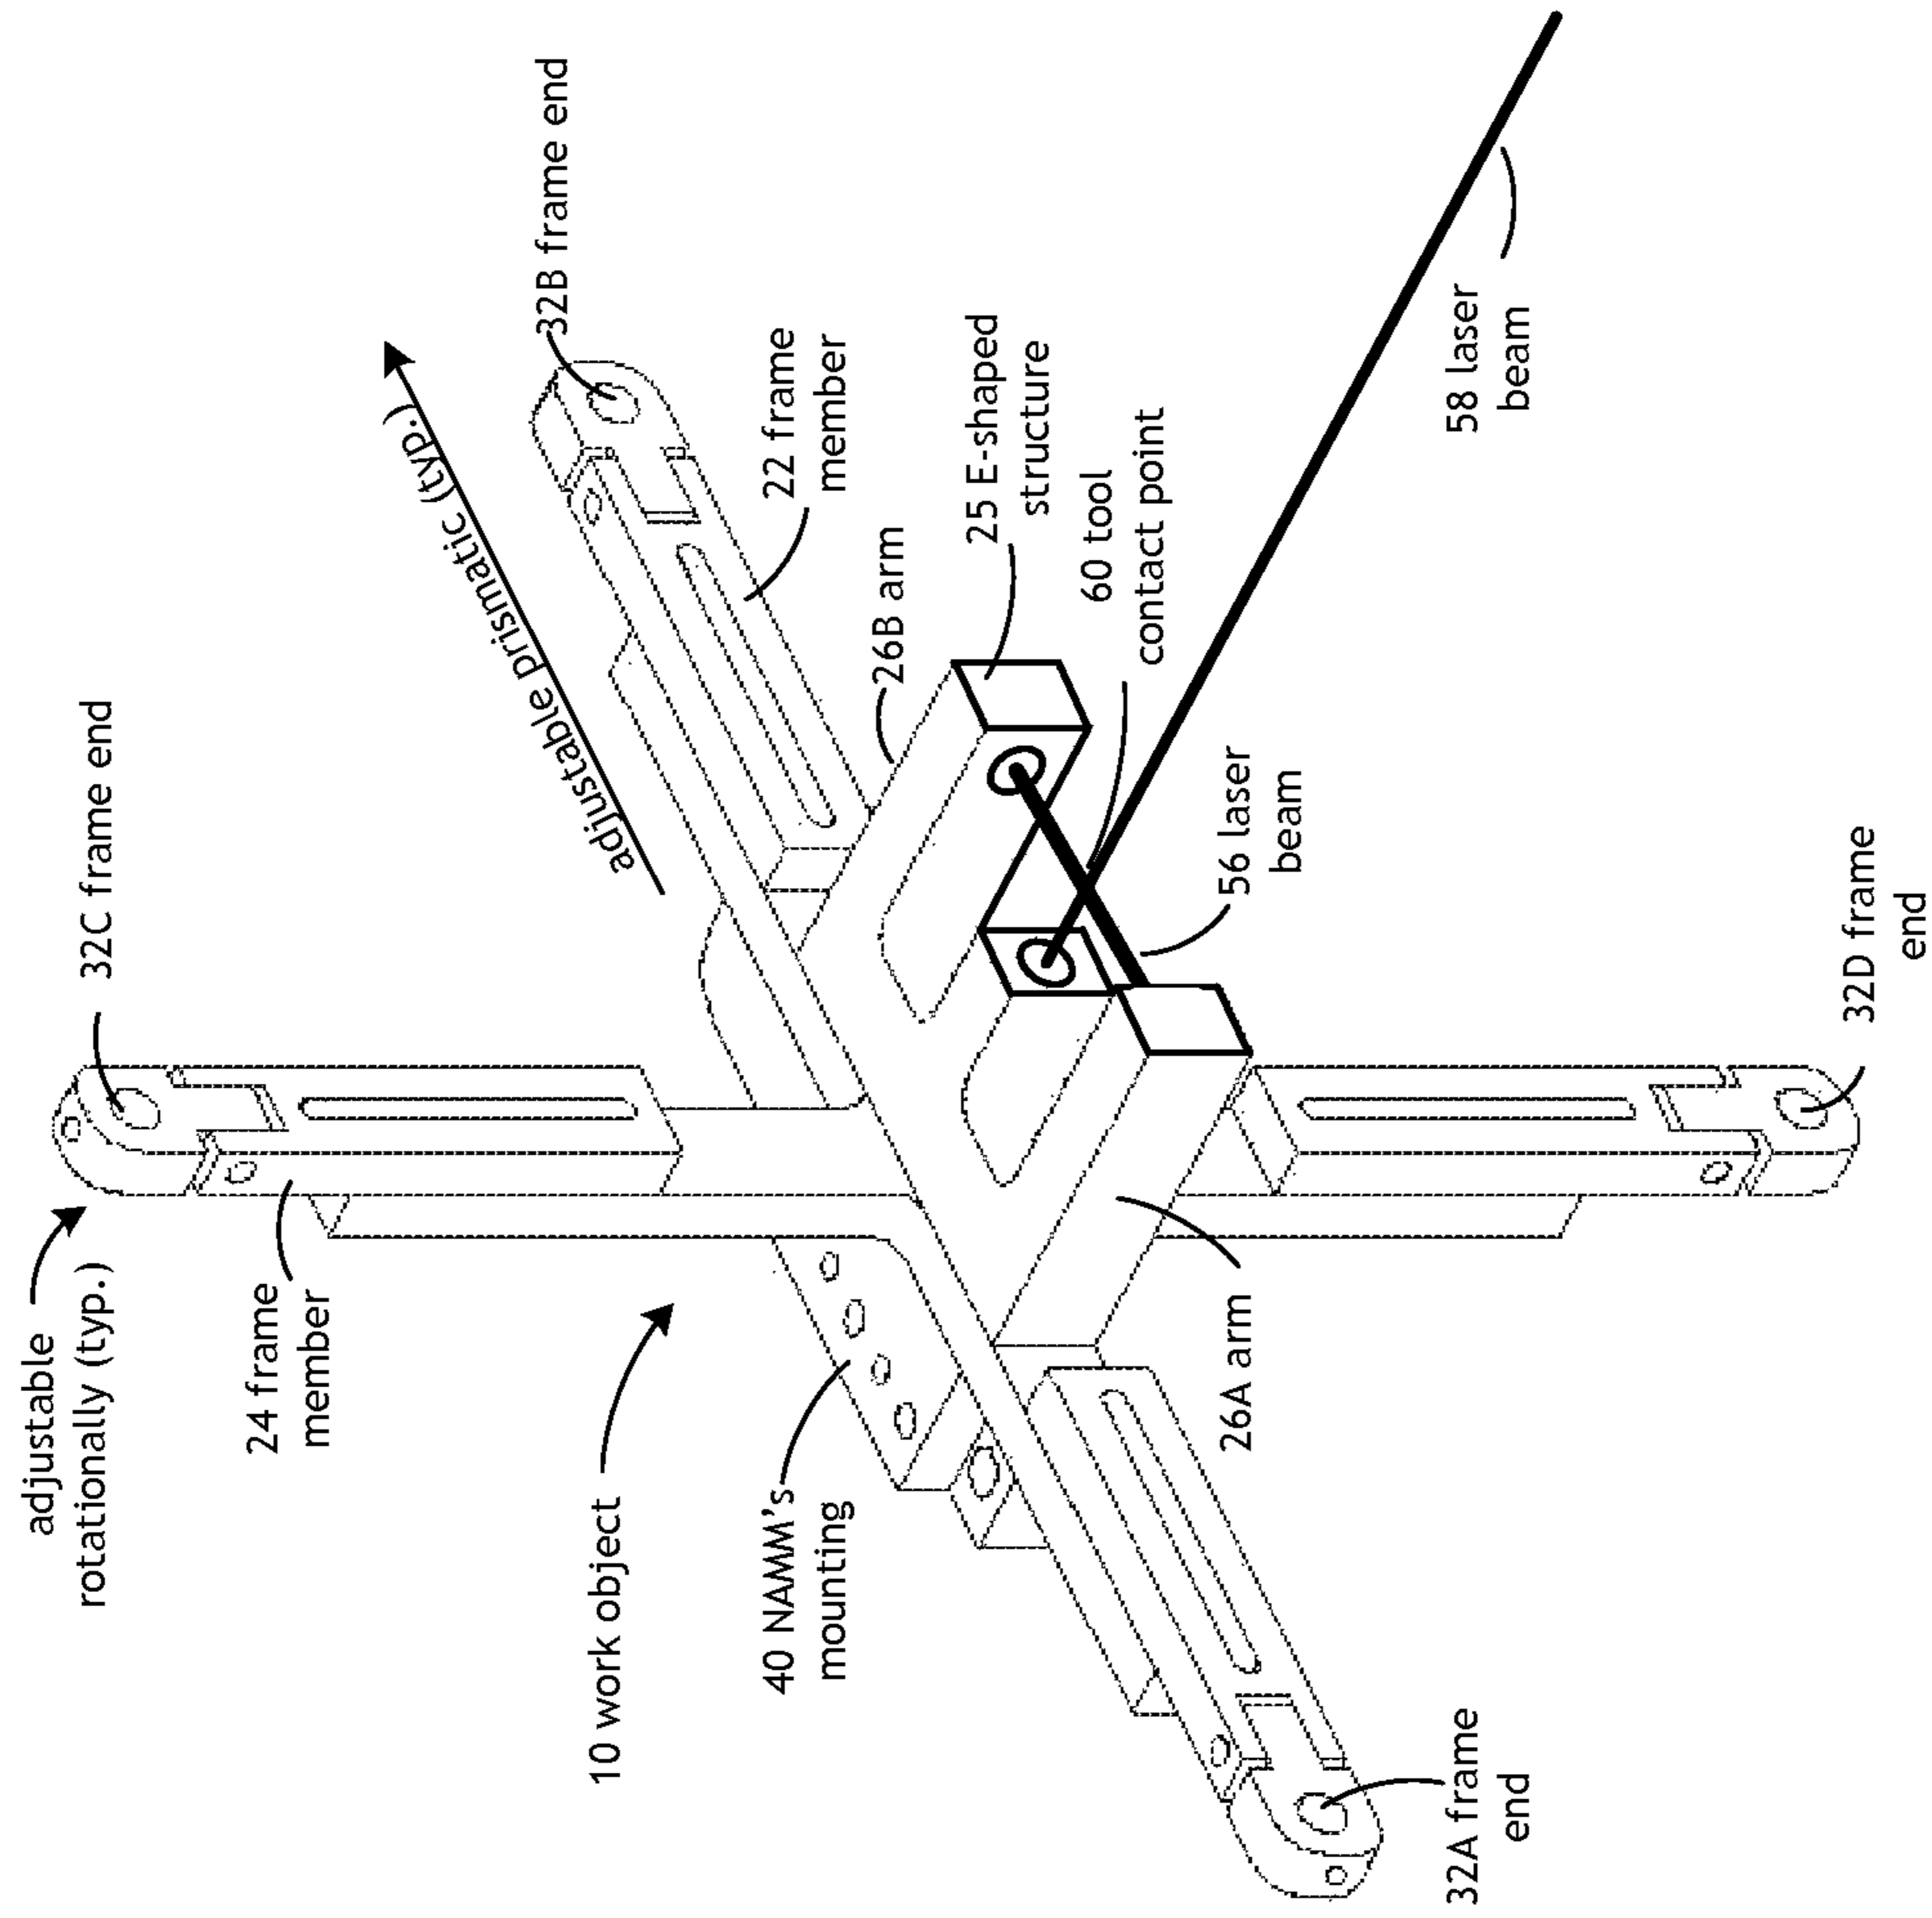 adjustable
rotationally (typ.)
32C frame end
24 frame
member
adjustable prismatic (typ.)
32B frame end
10 work object
40 NAMM's
mounting
22 frame
member
26B arm
25 E-shaped
structure
60 tool
contact point
56 laser
beam
26A arm
58 laser
beam
32A frame
end
32D frame
end